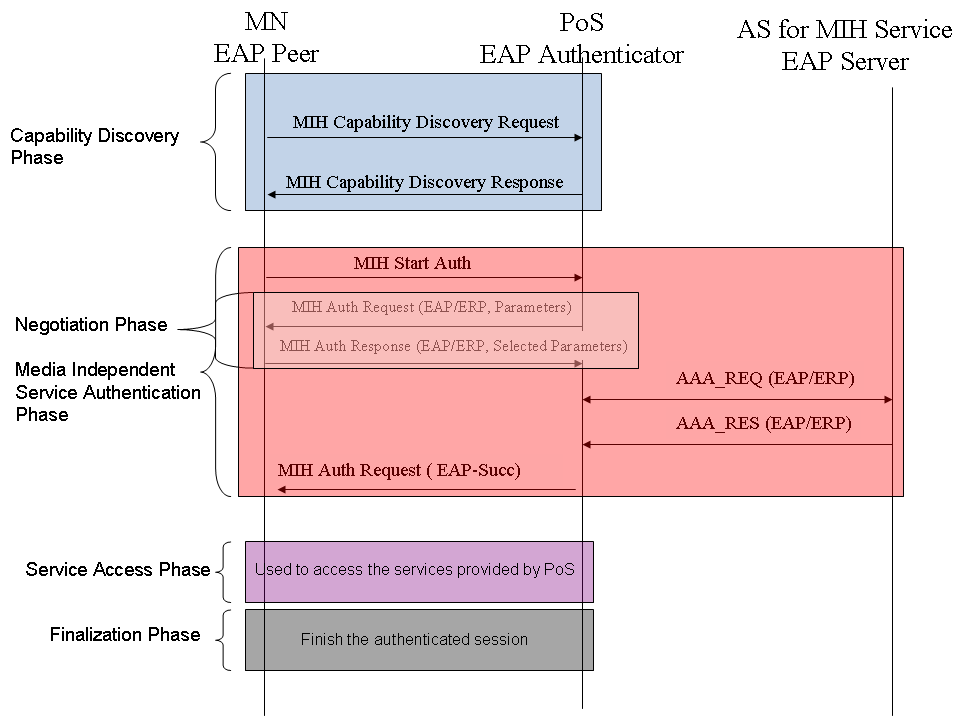 MN
EAP Peer
PoS
EAP Authenticator
AS for MIH Service
EAP Server
Capability Discovery
Phase
MIH Capability Discovery Request
MIH Capability Discovery Response
MIH Start Auth
Negotiation Phase
MIH Auth Request (EAP/ERP, Parameters)
MIH Auth Response (EAP/ERP, Selected Parameters)
Media Independent
Service Authentication
Phase
AAA_REQ (EAP/ERP)
AAA_RES (EAP/ERP)
MIH Auth Request ( EAP-Succ)
Service Access Phase
Used to access the services provided by PoS
Finalization Phase
Finish the authenticated session